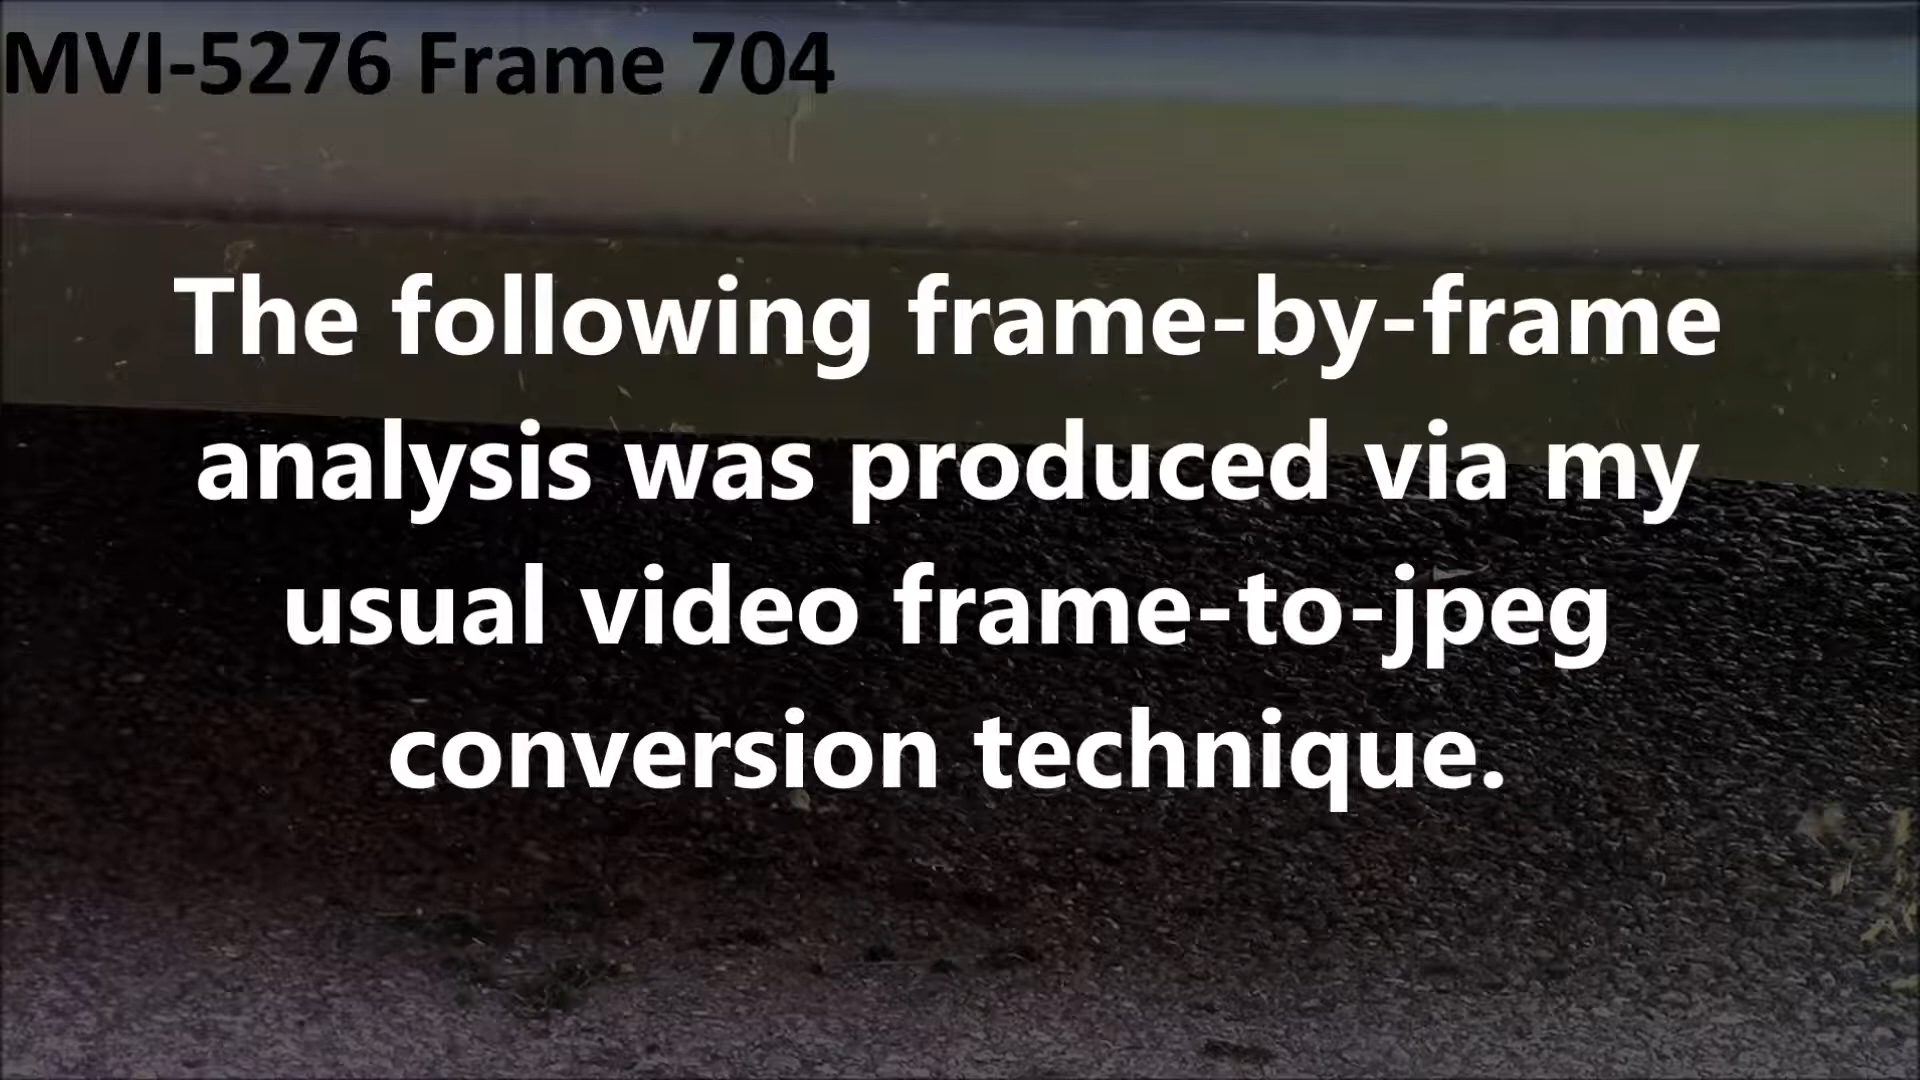 MVI-5276 Frame 704
The following frame-by-frame
analysis was produced via my
usual video frame-to-jpeg
conversion technique.